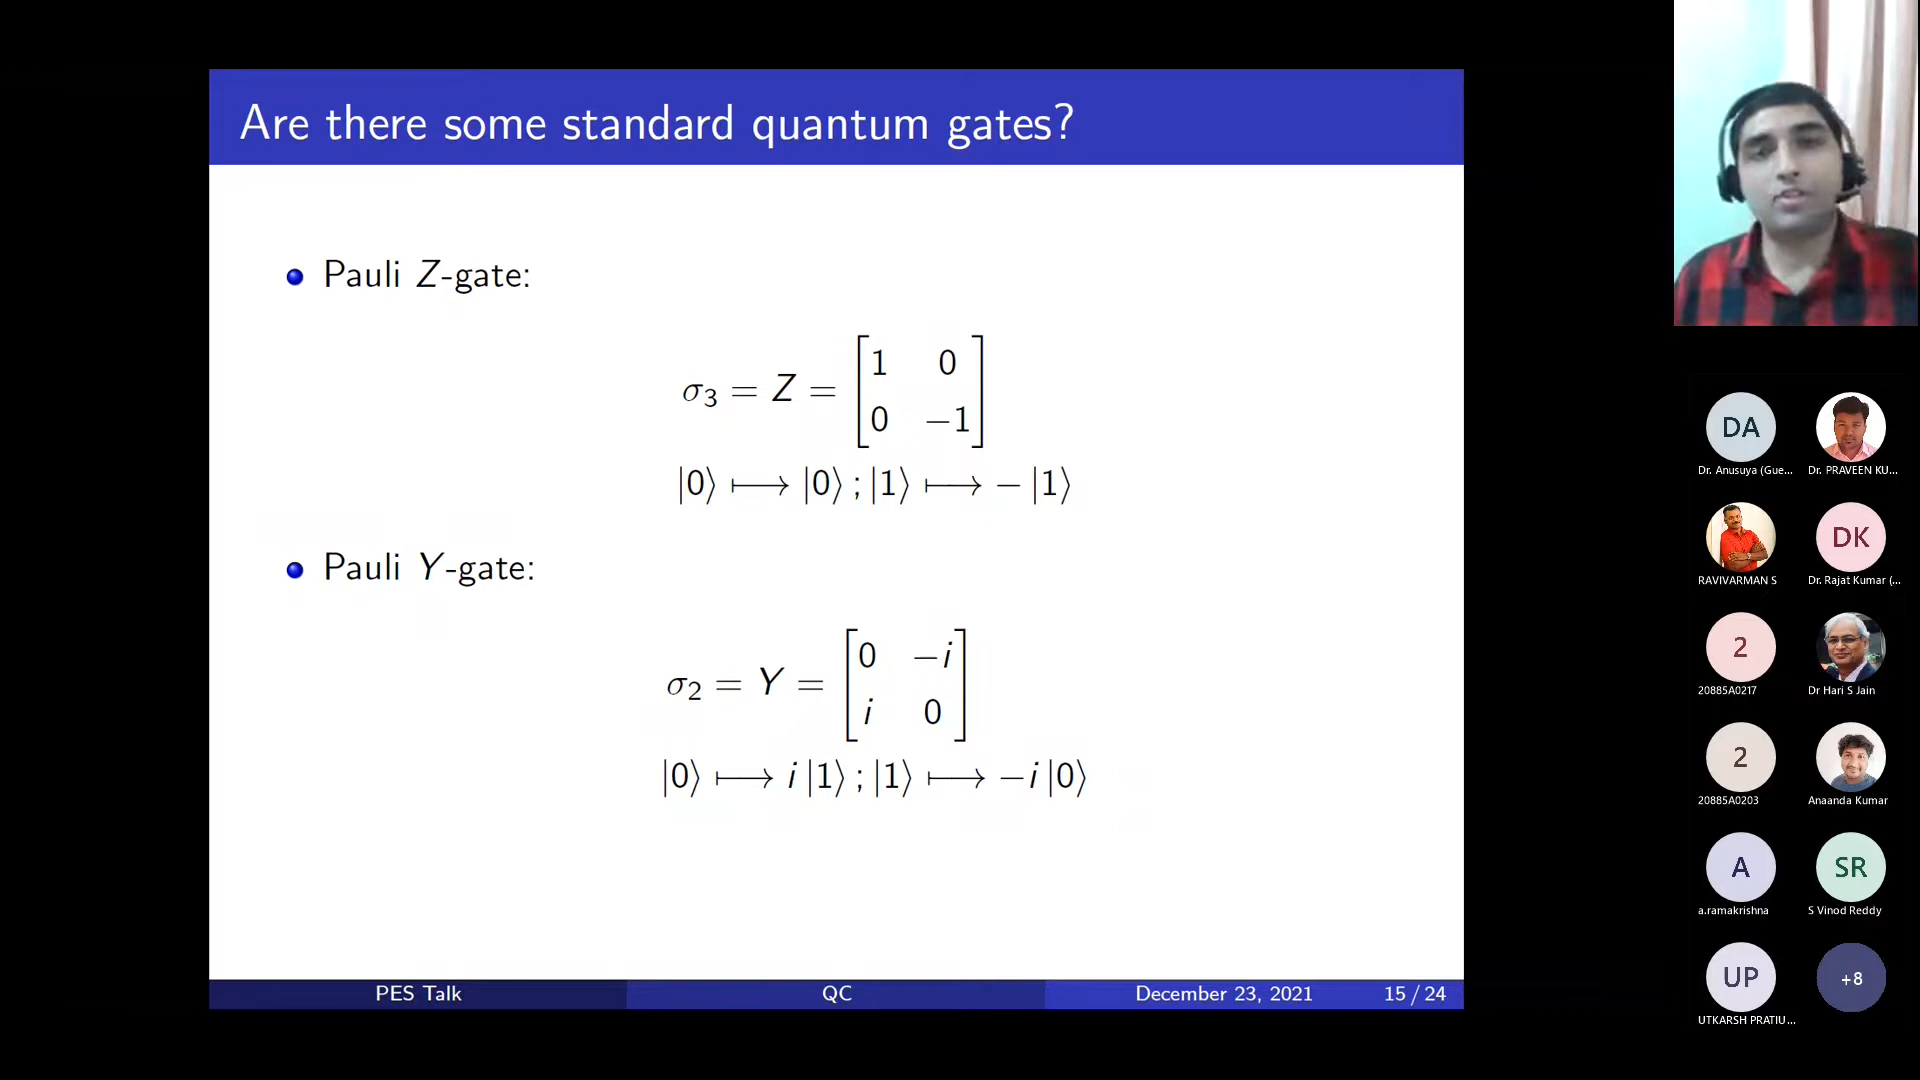 Are there some standard quantum gates?
Pauli Z-gate:
σ₃ = Z = [1 0
0 −1]
|0⟩ ⟼ |0⟩ ; |1⟩ ⟼ − |1⟩
Pauli Y-gate:
σ₂ = Y = [0 −i
i 0]
|0⟩ ⟼ i |1⟩ ; |1⟩ ⟼ −i |0⟩
PES Talk QC December 23, 2021 15 / 24
DA
Dr. Anusuya (Gue... Dr. PRAVEEN KU...
DK
RAVIVARMAN S Dr. Rajat Kumar (...
2
20885A0217 Dr Hari S Jain
2
20885A0203 Anaanda Kumar
A SR
a.ramakrishna S Vinod Reddy
UP +8
UTKARSH PRATIU...